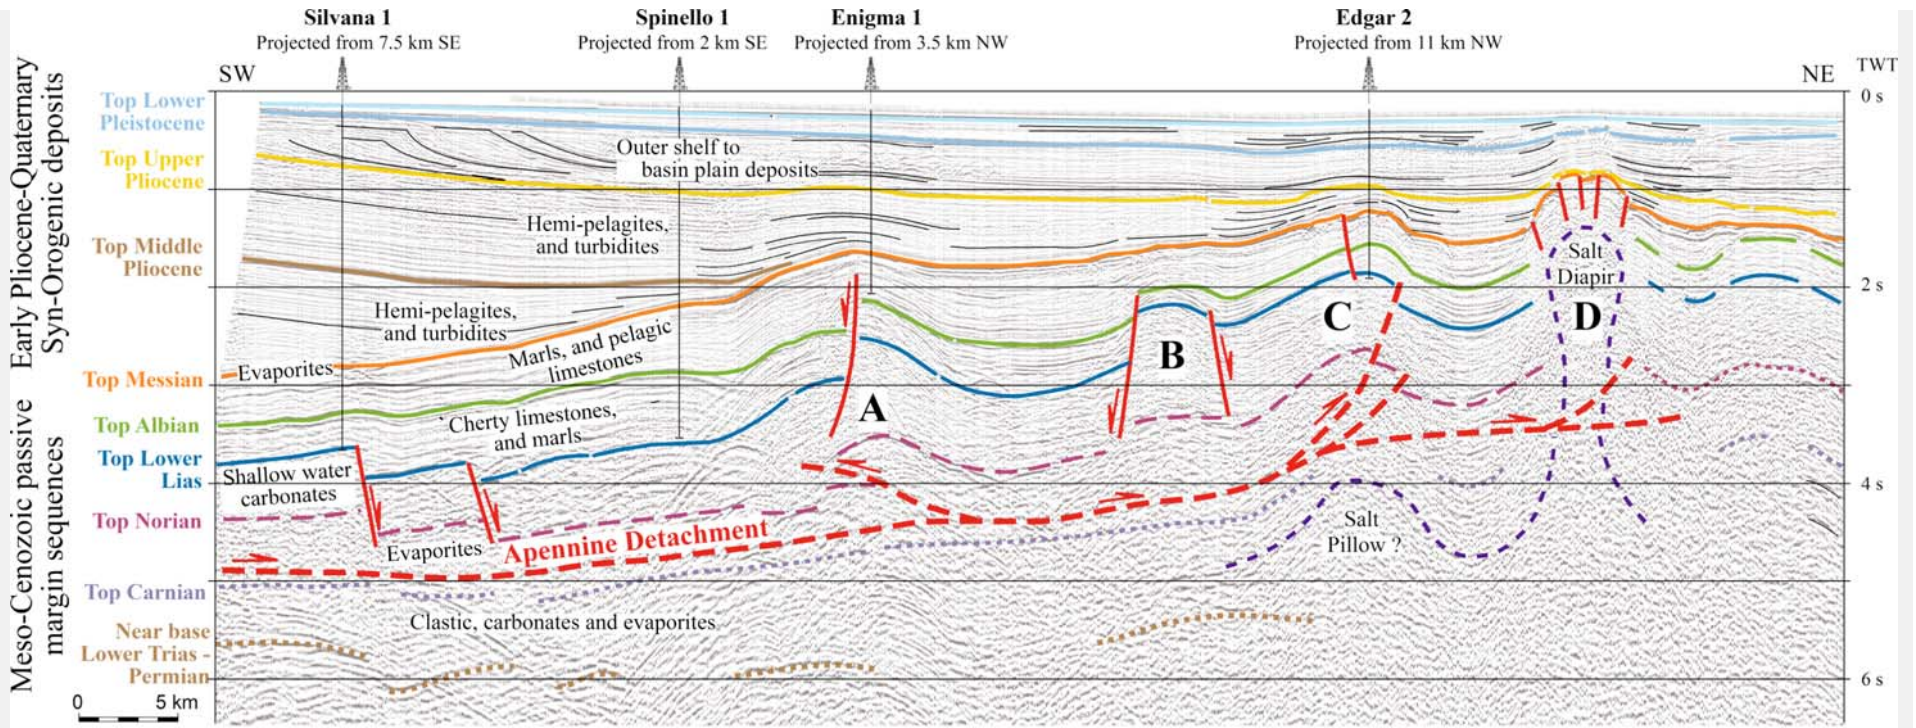 Silvana 1
Projected from 7.5 km SE
Spinello 1
Projected from 2 km SE
Enigma 1
Projected from 3.5 km NW
Edgar 2
Projected from 11 km NW
SW
NE
TWT
0 s
2 s
4 s
6 s
Early Pliocene-Quaternary
Syn-Orogenic deposits
Meso-Cenozoic passive
margin sequences
Top Lower
Pleistocene
Top Upper
Pliocene
Top Middle
Pliocene
Top Messian
Top Albian
Top Lower
Lias
Top Norian
Top Carnian
Near base
Lower Trias -
Permian
0 5 km
Outer shelf to
basin plain deposits
Hemi-pelagites,
and turbidites
Hemi-pelagites,
and turbidites
Evaporites
Marls, and pelagic
limestones
Cherty limestones,
and marls
Shallow water
carbonates
Evaporites
Apennine Detachment
Clastic, carbonates and evaporites
A
B
C
D
Salt
Diapir
Salt
Pillow ?